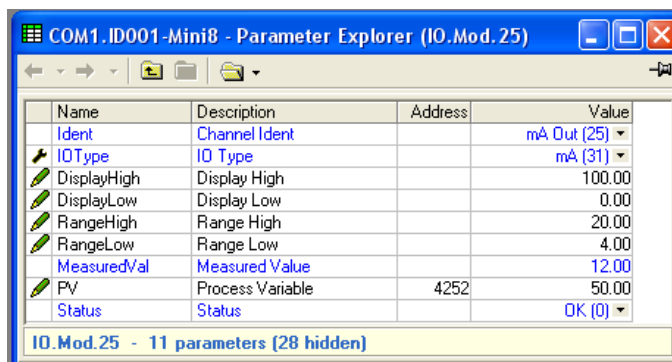 COM1.ID001-Mini8 - Parameter Explorer (IO.Mod.25)
Name Description Address Value
Ident Channel Ident mA Out (25)
IOType IO Type mA (31)
DisplayHigh Display High 100.00
DisplayLow Display Low 0.00
RangeHigh Range High 20.00
RangeLow Range Low 4.00
MeasuredVal Measured Value 12.00
PV Process Variable 4252 50.00
Status Status OK (0)
IO.Mod.25 - 11 parameters (28 hidden)